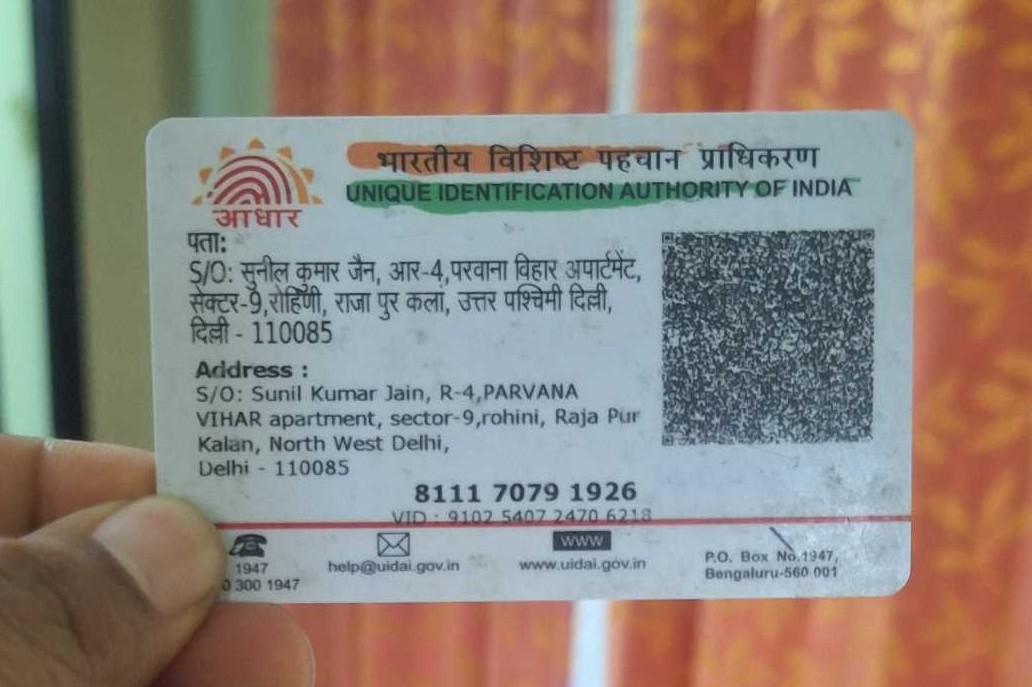 भारतीय विशिष्ट पहचान प्राधिकरण
UNIQUE IDENTIFICATION AUTHORITY OF INDIA
आधार
पता:
S/O: सुनील कुमार जैन, आर-4,परवाना विहार अपार्टमेंट,
सेक्टर-9,रोहिणी, राजा पुर कलां, उत्तर पश्चिमी दिल्ली,
दिल्ली - 110085
Address :
S/O: Sunil Kumar Jain, R-4,PARVANA
VIHAR apartment, sector-9,rohini, Raja Pur
Kalan, North West Delhi,
Delhi - 110085
8111 7079 1926
VID : 9102 5407 2470 6218
1947
0 300 1947
help@uidai.gov.in
www
www.uidai.gov.in
P.O. Box No.1947,
Bengaluru-560 001